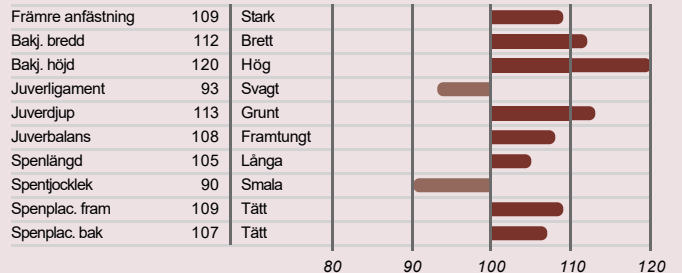 Främre anfästning 109 Stark
Bakj. bredd 112 Brett
Bakj. höjd 120 Hög
Juverligament 93 Svagt
Juverdjup 113 Grunt
Juverbalans 108 Framtungt
Spenlängd 105 Långa
Spentjocklek 90 Smala
Spenplac. fram 109 Tätt
Spenplac. bak 107 Tätt
80 90 100 110 120